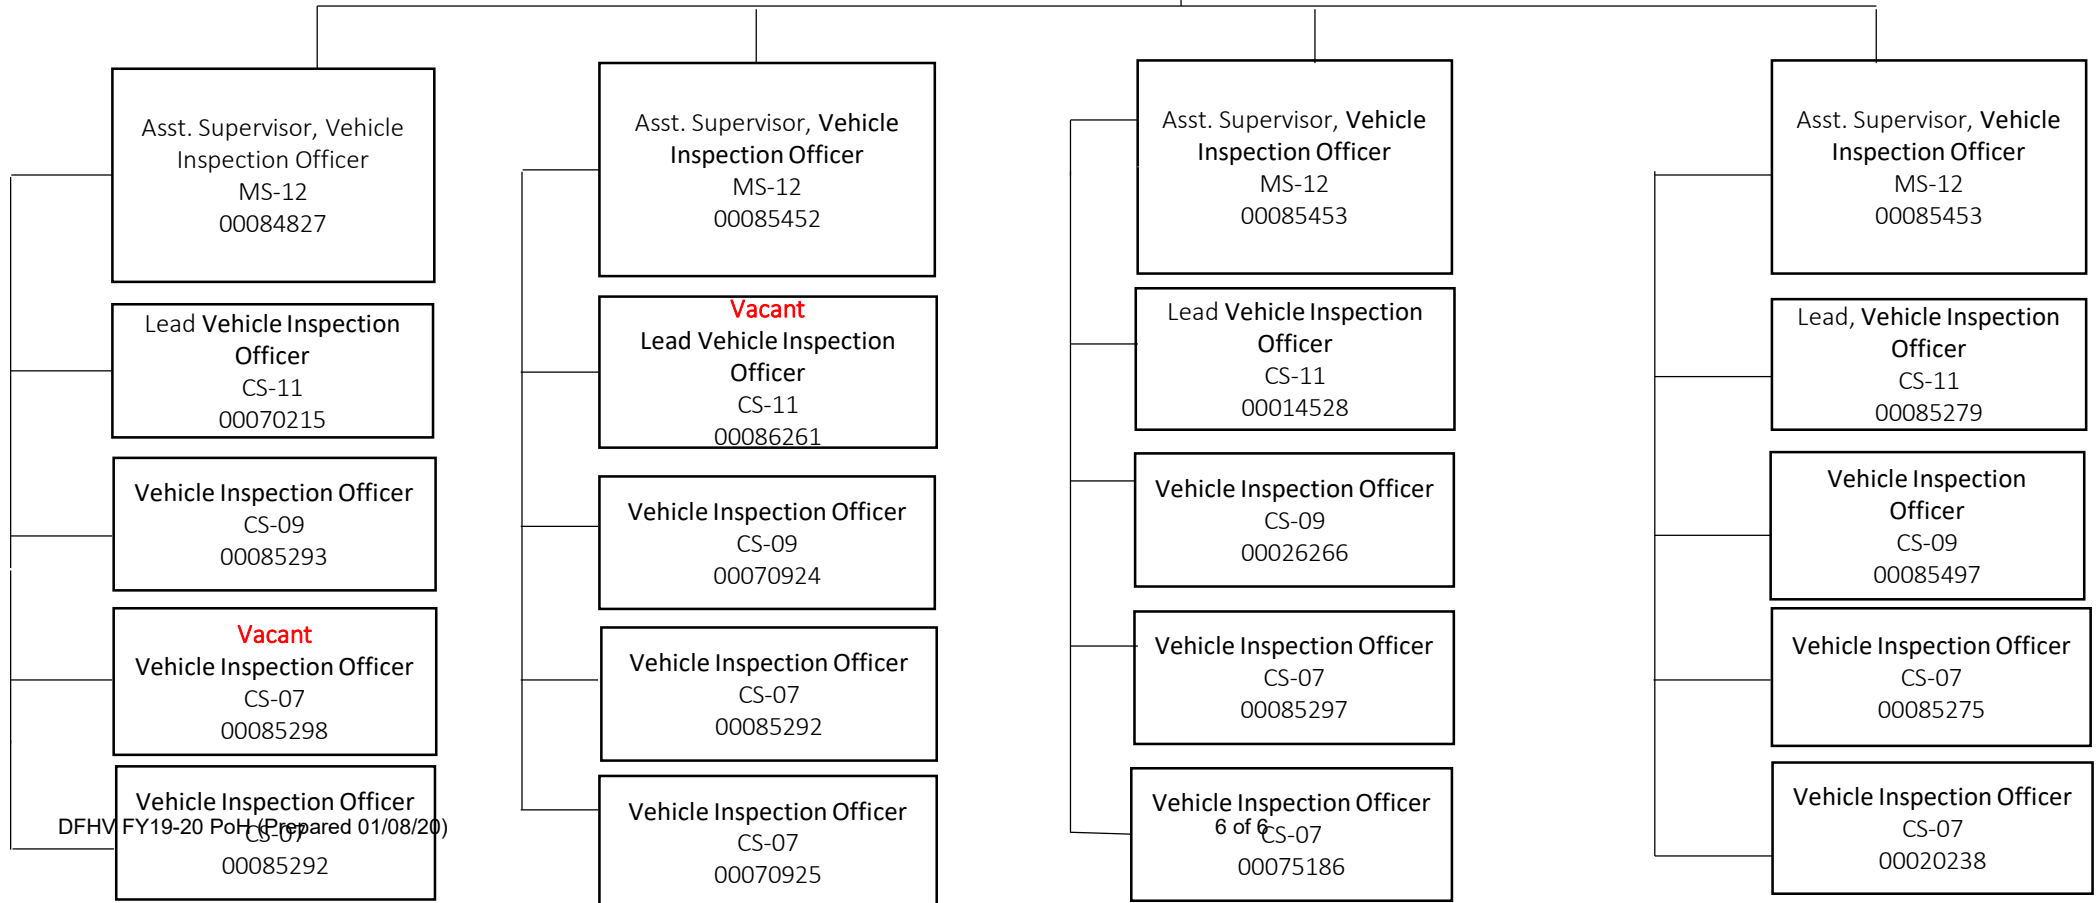 Asst. Supervisor, Vehicle
Inspection Officer
MS-12
00084827
Lead Vehicle Inspection
Officer
CS-11
00070215
Vehicle Inspection Officer
CS-09
00085293
Vacant
Vehicle Inspection Officer
CS-07
00085298
Vehicle Inspection Officer
CS-07
00085292
Asst. Supervisor, Vehicle
Inspection Officer
MS-12
00085452
Vacant
Lead Vehicle Inspection
Officer
CS-11
00086261
Vehicle Inspection Officer
CS-09
00070924
Vehicle Inspection Officer
CS-07
00085292
Vehicle Inspection Officer
CS-07
00070925
Asst. Supervisor, Vehicle
Inspection Officer
MS-12
00085453
Lead Vehicle Inspection
Officer
CS-11
00014528
Vehicle Inspection Officer
CS-09
00026266
Vehicle Inspection Officer
CS-07
00085297
Vehicle Inspection Officer
CS-07
00075186
Asst. Supervisor, Vehicle
Inspection Officer
MS-12
00085453
Lead, Vehicle Inspection
Officer
CS-11
00085279
Vehicle Inspection
Officer
CS-09
00085497
Vehicle Inspection Officer
CS-07
00085275
Vehicle Inspection Officer
CS-07
00020238
DFHV FY19-20 PoH (Prepared 01/08/20)
6 of 6